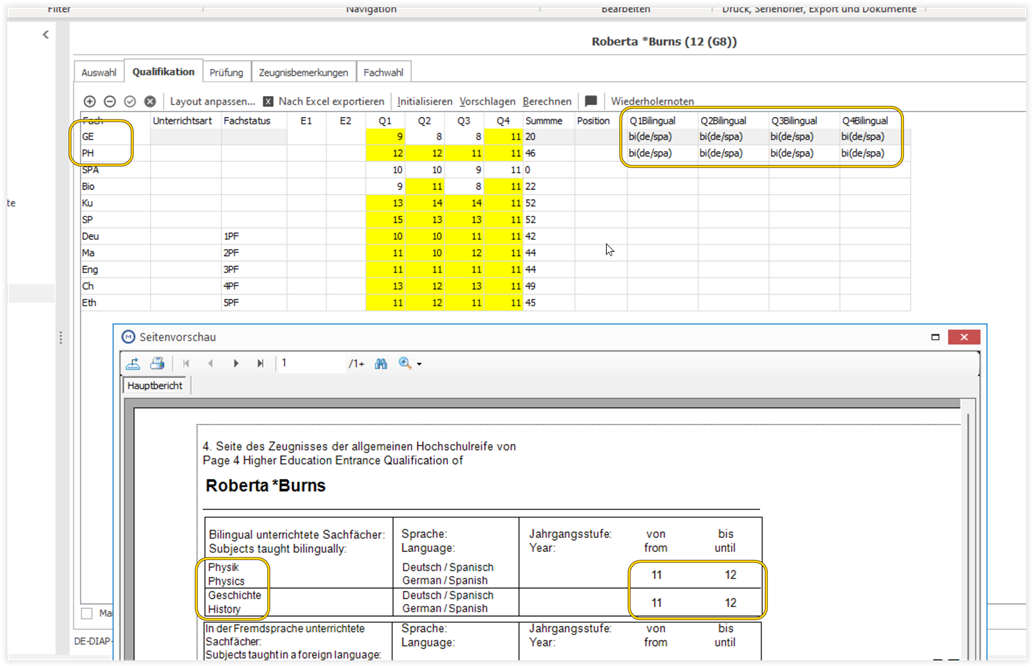 Filter Navigation Bearbeiten Druck, Serienbrief, Export und Dokumente
Roberta *Burns (12 (G8))
Auswahl Qualifikation Prüfung Zeugnisbemerkungen Fachwahl
Layout anpassen... Nach Excel exportieren Initialisieren Vorschlagen Berechnen Wiederholernoten
Fach Unterrichtsart Fachstatus E1 E2 Q1 Q2 Q3 Q4 Summme Position Q1Bilingual Q2Bilingual Q3Bilingual Q4Bilingual
GE 9 8 8 11 20 bi(de/spa) bi(de/spa) bi(de/spa) bi(de/spa)
PH 12 12 11 11 46 bi(de/spa) bi(de/spa) bi(de/spa) bi(de/spa)
SPA 10 10 9 11 0
Bio 9 11 8 11 22
te
Ku 13 14 14 11 52
SP 15 13 13 11 52
Deu 1PF 10 10 11 11 42
Ma 2PF 11 10 12 11 44
Eng 3PF 11 11 11 11 44
Ch 4PF 13 12 13 11 49
Eth 5PF 11 12 11 11 45
Seitenvorschau
1 /1+
Hauptbericht
4. Seite des Zeugnisses der allgemeinen Hochschulreife von
Page 4 Higher Education Entrance Qualification of
Roberta *Burns
Bilingual unterrichtete Sachfächer: Sprache: Jahrgangsstufe: von bis
Subjects taught bilingually: Language: Year: from until
Physik Deutsch / Spanisch
Physics German / Spanish 11 12
Geschichte Deutsch / Spanisch
History German / Spanish 11 12
Ma
In der Fremdsprache unterrichtete Sprache: Jahrgangsstufe: von bis
Sachfächer: Language: Year: from until
DE-DIAP-
Subjects taught in a foreign language: